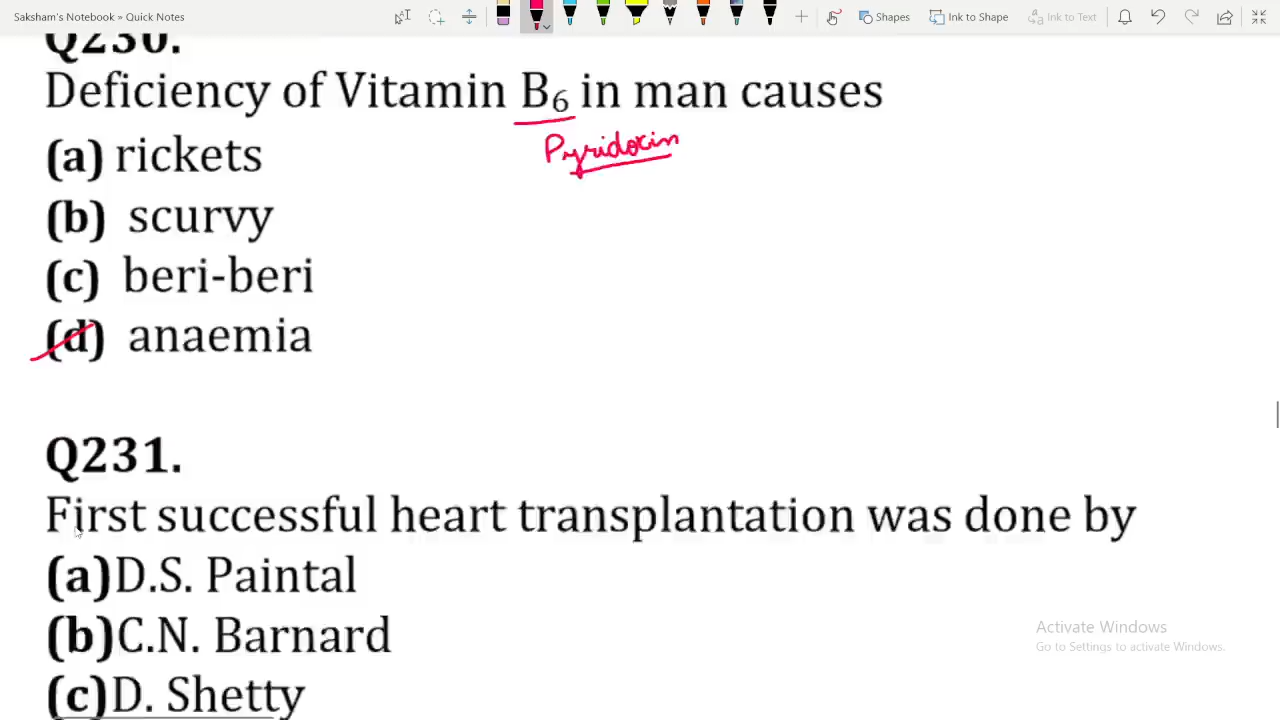 Saksham's Notebook » Quick Notes
Shapes
Ink to Shape
Ink to Text
Q230.
Deficiency of Vitamin B₆ in man causes
Pyridoxin
(a) rickets
(b) scurvy
(c) beri-beri
(d) anaemia
Q231.
First successful heart transplantation was done by
(a)D.S. Paintal
(b)C.N. Barnard
(c)D. Shetty
Activate Windows
Go to Settings to activate Windows.